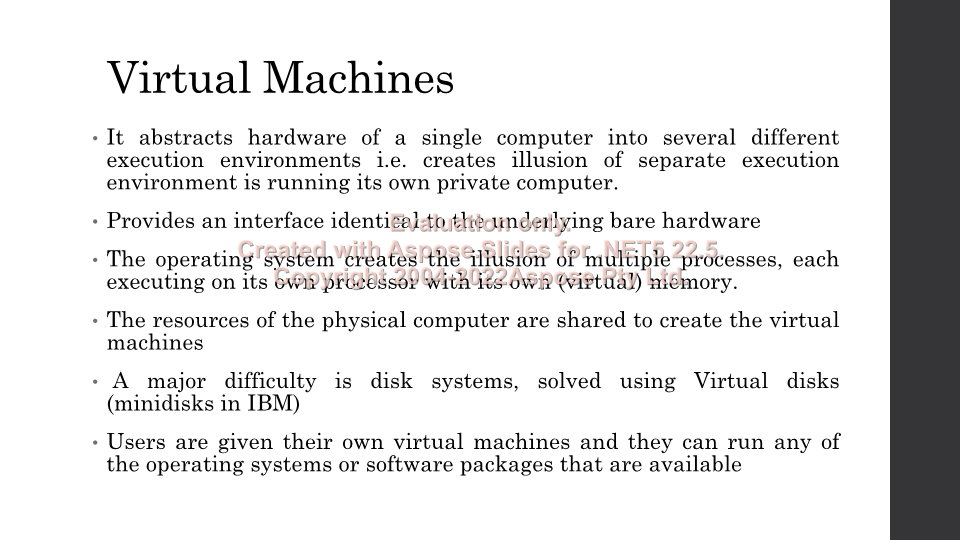 Virtual Machines
• It abstracts hardware of a single computer into several different
execution environments i.e. creates illusion of separate execution
environment is running its own private computer.
• Provides an interface identical to the underlying bare hardware
Evaluation only.
Created with Aspose.Slides for .NET5 22.5.
Copyright 2004-2022Aspose Pty Ltd.
• The operating system creates the illusion of multiple processes, each
executing on its own processor with its own (virtual) memory.
• The resources of the physical computer are shared to create the virtual
machines
• A major difficulty is disk systems, solved using Virtual disks
(minidisks in IBM)
• Users are given their own virtual machines and they can run any of
the operating systems or software packages that are available